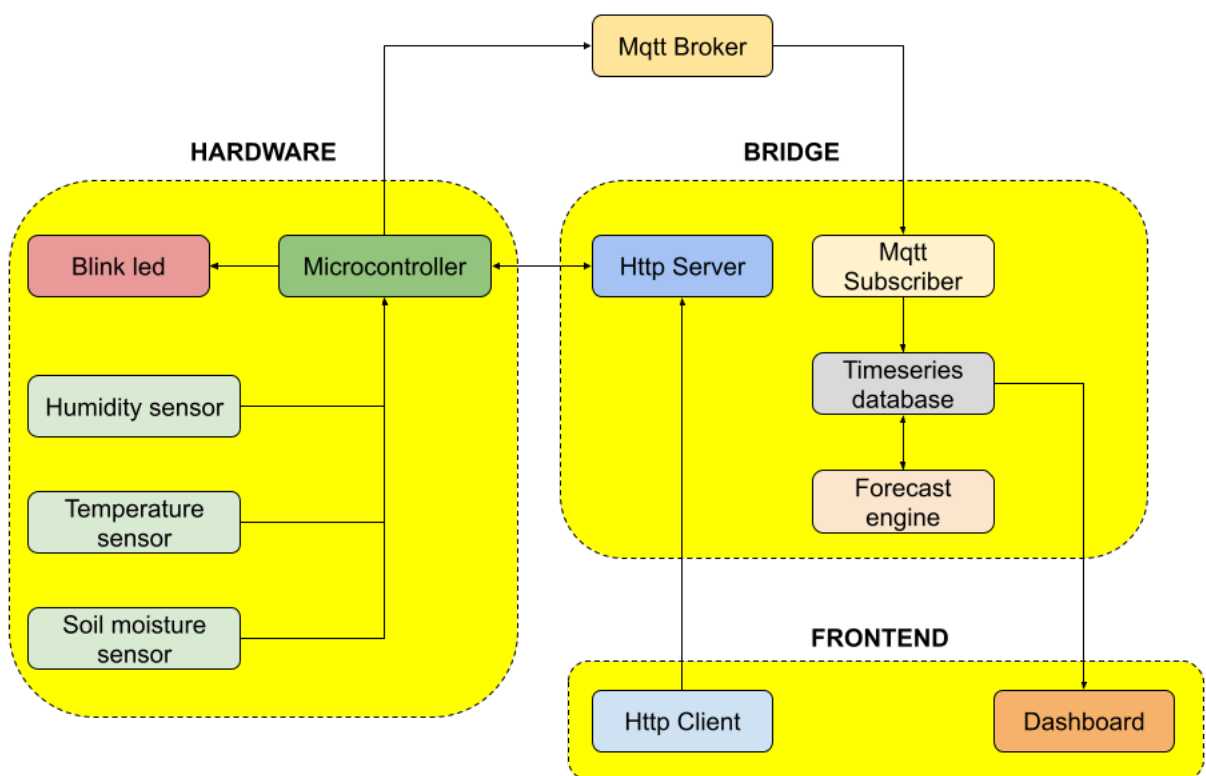 Mqtt Broker
HARDWARE
BRIDGE
Blink led
Microcontroller
Http Server
Mqtt
Subscriber
Timeseries
database
Humidity sensor
Forecast
engine
Temperature
sensor
Soil moisture
sensor
FRONTEND
Http Client
Dashboard